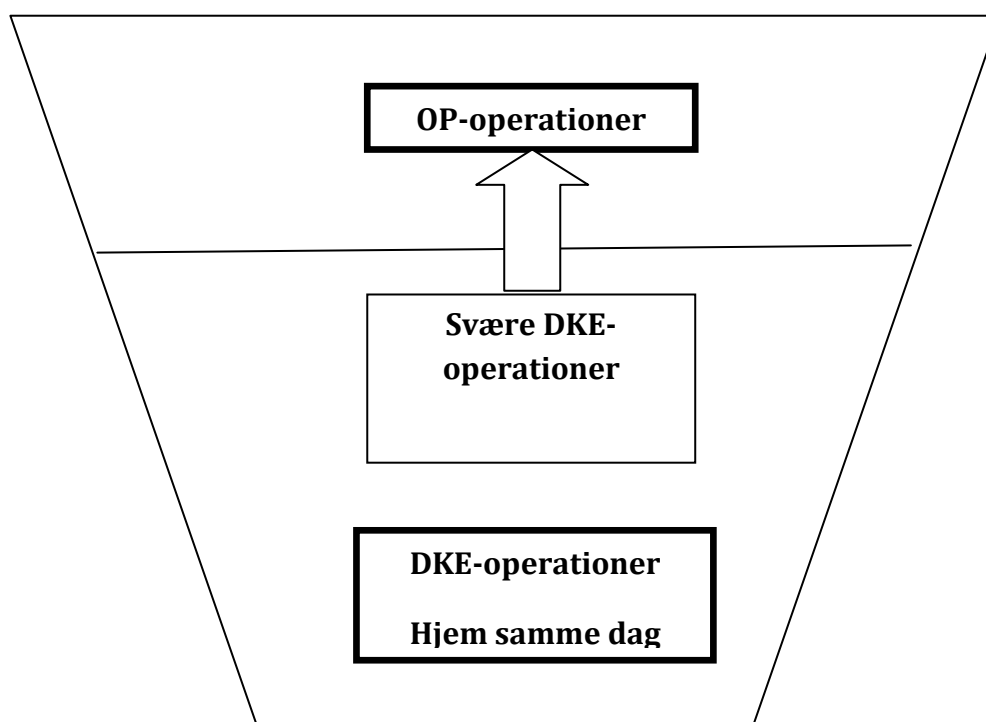 OP-operationer
Svære DKE-
operationer
DKE-operationer
Hjem samme dag